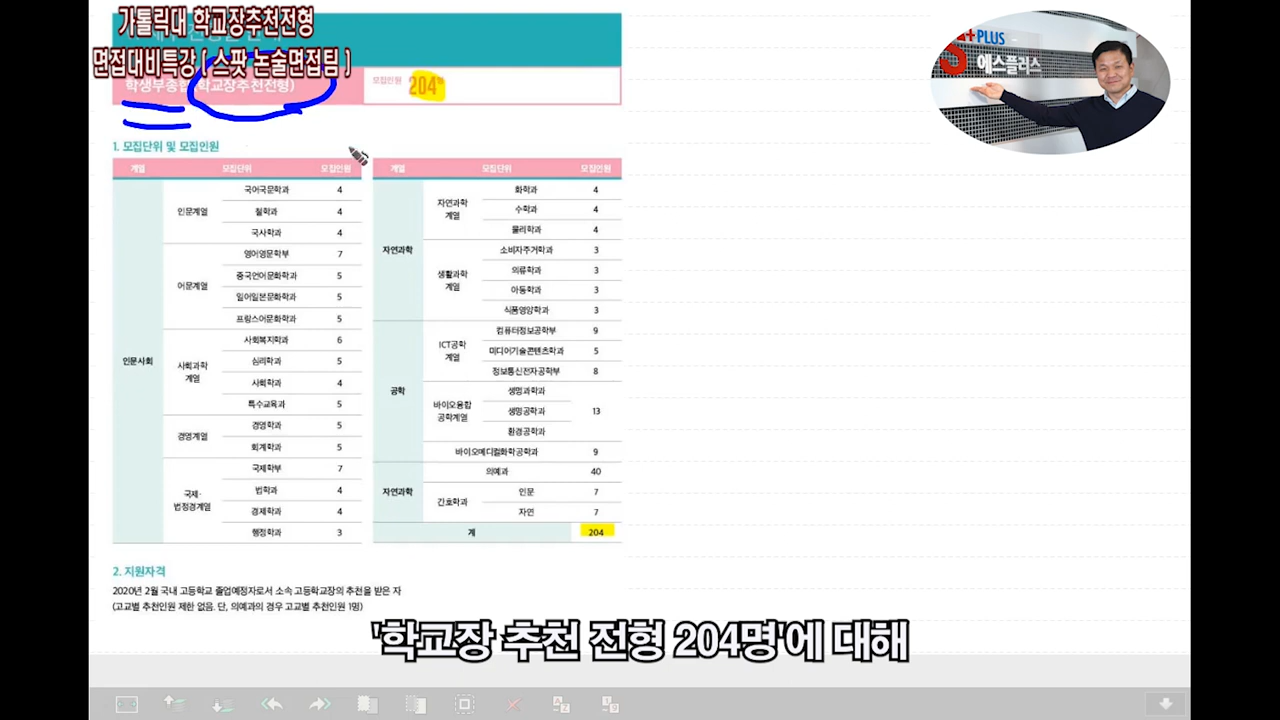 가톨릭대 학교장추천전형
면접대비특강 ( 스팟 논술면접팀 )
학생부종합(학교장추천전형)
모집인원 204명
S+PLUS
에스플러스
1. 모집단위 및 모집인원
계열 모집단위 모집인원
인문사회
인문계열
국어국문학과 4
철학과 4
국사학과 4
어문계열
영어영문학부 7
중국언어문화학과 5
일어일본문화학과 5
프랑스어문화학과 5
사회과학
계열
사회복지학과 6
심리학과 5
사회학과 4
특수교육과 5
경영계열
경영학과 5
회계학과 5
국제·
법정경계열
국제학부 7
법학과 4
경제학과 4
행정학과 3
계열 모집단위 모집인원
자연과학
자연과학
계열
화학과 4
수학과 4
물리학과 4
생활과학
계열
소비자주거학과 3
의류학과 3
아동학과 3
식품영양학과 3
공학
ICT공학
계열
컴퓨터정보공학부 9
미디어기술콘텐츠학과 5
정보통신전자공학부 8
바이오융합
공학계열
생명과학과
생명공학과 13
환경공학과
바이오메디컬화학공학과 9
자연과학
의예과 40
간호학과
인문 7
자연 7
계 204
2. 지원자격
2020년 2월 국내 고등학교 졸업예정자로서 소속 고등학교장의 추천을 받은 자
(고교별 추천인원 제한 없음. 단, 의예과의 경우 고교별 추천인원 1명)
'학교장 추천 전형 204명'에 대해